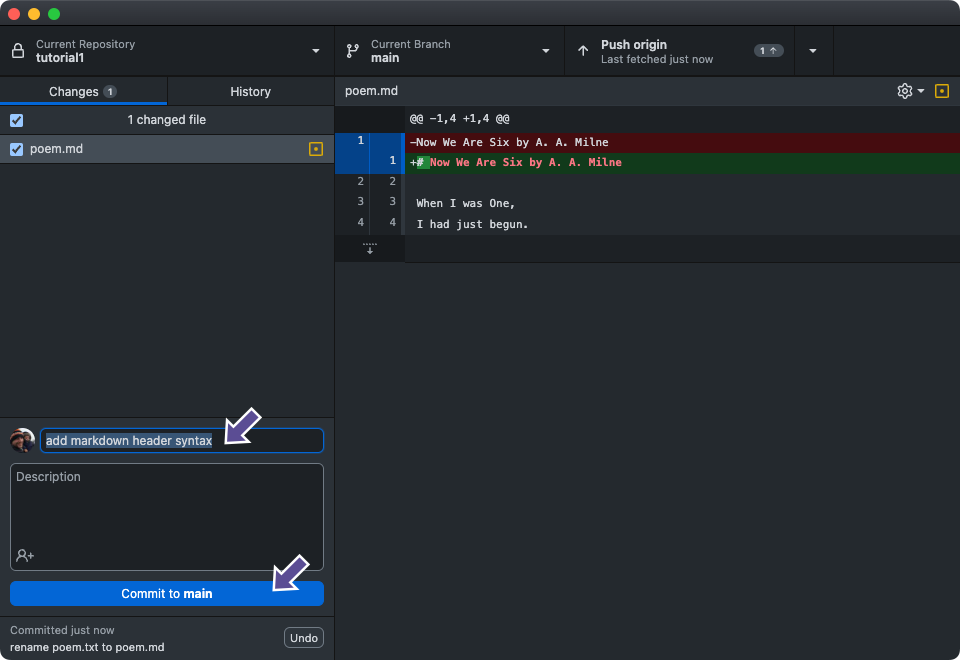 Current Repository
tutorial1
Current Branch
main
Push origin
Last fetched just now
1 ↑
Changes 1
History
poem.md
1 changed file
poem.md
@@ -1,4 +1,4 @@
1 -Now We Are Six by A. A. Milne
1 +# Now We Are Six by A. A. Milne
2 2
3 3 When I was One,
4 4 I had just begun.
add markdown header syntax
Description
Commit to main
Committed just now
rename poem.txt to poem.md
Undo